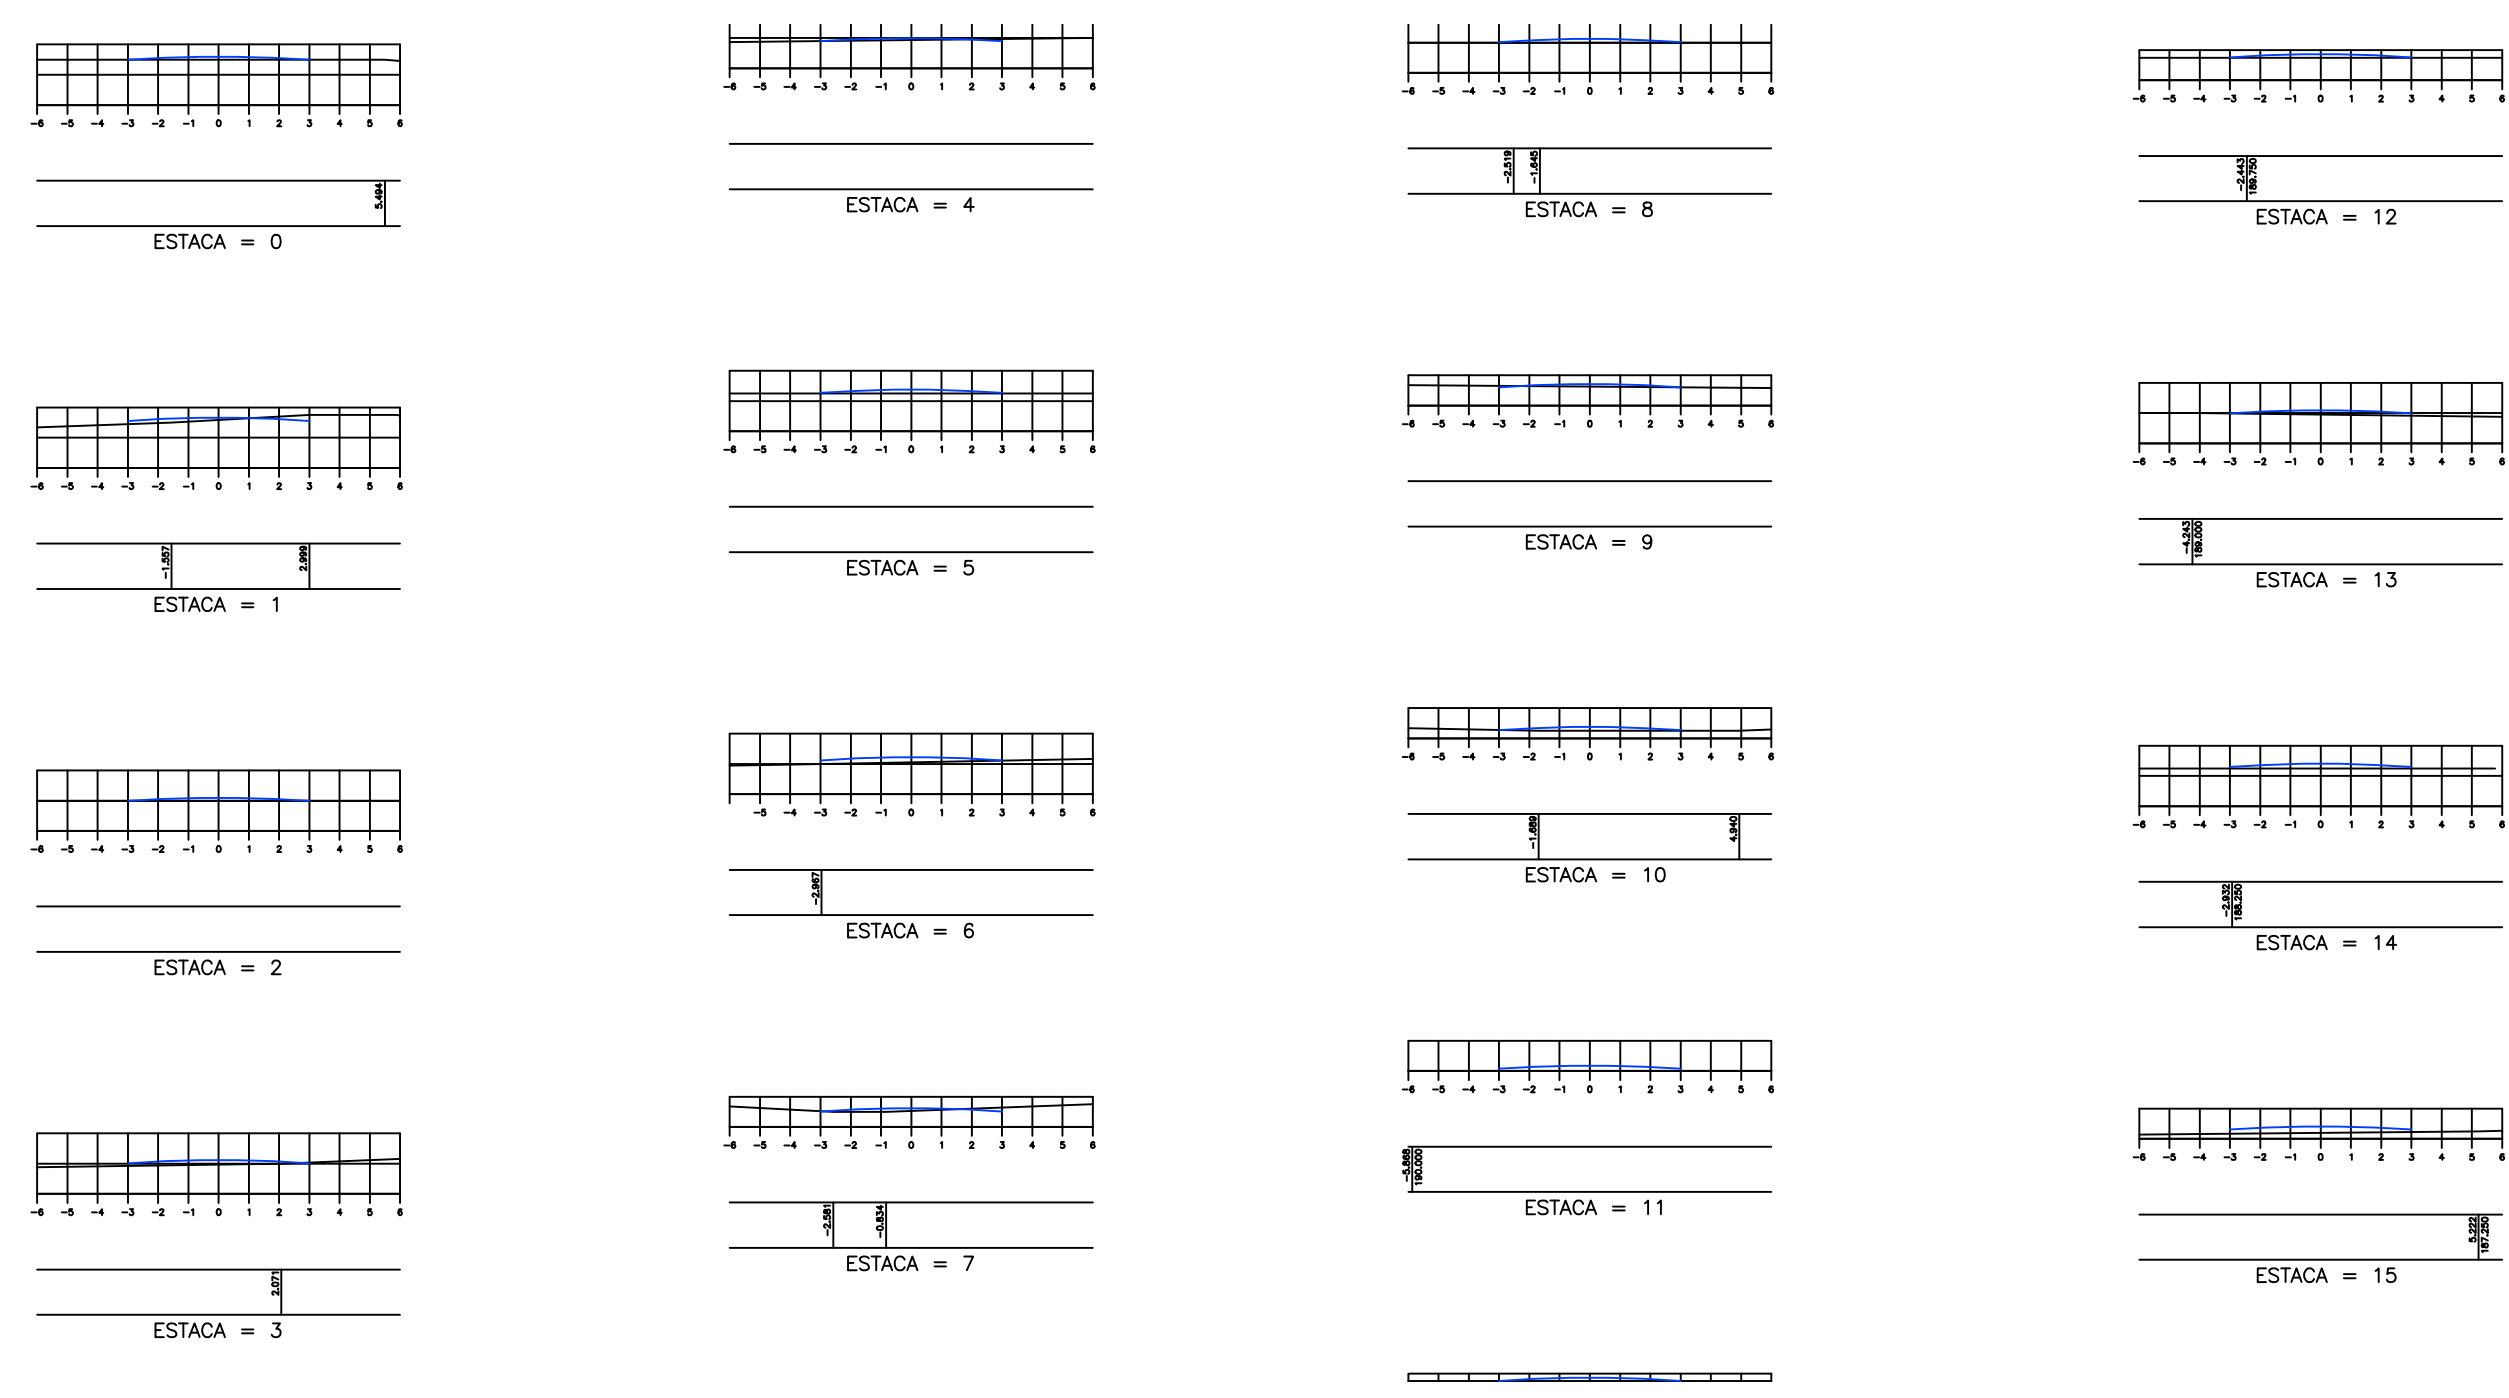 -6 -5 -4 -3 -2 -1 0 1 2 3 4 5 6
5.494
ESTACA = 0
-6 -5 -4 -3 -2 -1 0 1 2 3 4 5 6
-1.557 2.999
ESTACA = 1
-6 -5 -4 -3 -2 -1 0 1 2 3 4 5 6
ESTACA = 2
-6 -5 -4 -3 -2 -1 0 1 2 3 4 5 6
2.071
ESTACA = 3
-6 -5 -4 -3 -2 -1 0 1 2 3 4 5 6
ESTACA = 4
-6 -5 -4 -3 -2 -1 0 1 2 3 4 5 6
ESTACA = 5
-5 -4 -3 -2 -1 0 1 2 3 4 5 6
-2.967
ESTACA = 6
-6 -5 -4 -3 -2 -1 0 1 2 3 4 5 6
-2.581 -0.834
ESTACA = 7
-6 -5 -4 -3 -2 -1 0 1 2 3 4 5 6
-2.519 -1.645
ESTACA = 8
-6 -5 -4 -3 -2 -1 0 1 2 3 4 5 6
ESTACA = 9
-6 -5 -4 -3 -2 -1 0 1 2 3 4 5 6
-1.689 4.940
ESTACA = 10
-6 -5 -4 -3 -2 -1 0 1 2 3 4 5 6
-5.868 190.000
ESTACA = 11
-6 -5 -4 -3 -2 -1 0 1 2 3 4 5 6
-2.443 189.750
ESTACA = 12
-6 -5 -4 -3 -2 -1 0 1 2 3 4 5 6
-4.243 189.000
ESTACA = 13
-6 -5 -4 -3 -2 -1 0 1 2 3 4 5 6
-2.932 188.250
ESTACA = 14
-6 -5 -4 -3 -2 -1 0 1 2 3 4 5 6
5.222 187.250
ESTACA = 15